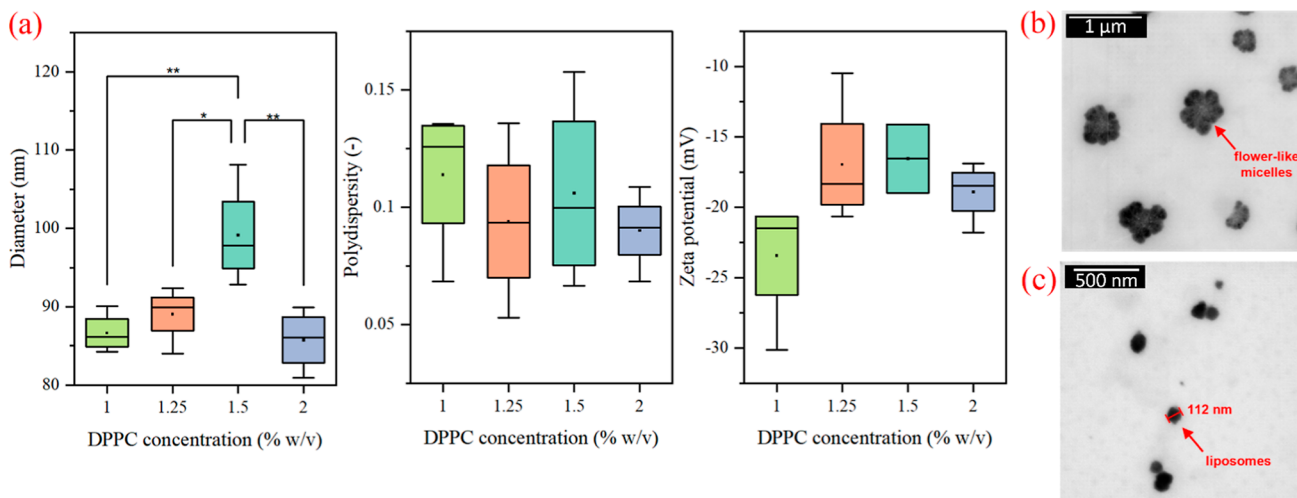 (a)
Diameter (nm)
120
110
100
90
80
**
*
**
1
1.25
1.5
2
DPPC concentration (% w/v)
Polydispersity (-)
0.15
0.1
0.05
1
1.25
1.5
2
DPPC concentration (% w/v)
Zeta potential (mV)
-10
-15
-20
-25
-30
1
1.25
1.5
2
DPPC concentration (% w/v)
(b)
1 µm
flower-like
micelles
(c)
500 nm
112 nm
liposomes